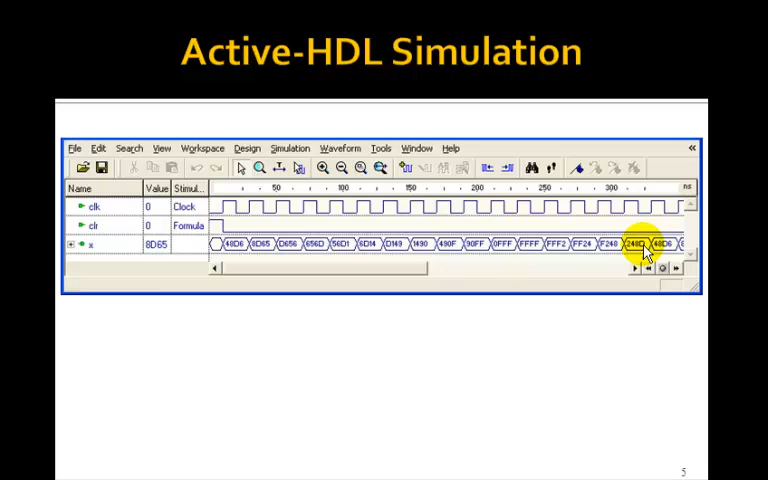 Active-HDL Simulation
File Edit Search View Workspace Design Simulation Waveform Tools Window Help
Name Value Stimul... 50 100 150 200 250 300 ns
clk 0 Clock
clr 0 Formula
x 8D65 48D6 8D65 D656 656D 56D1 6D14 D149 1490 490F 90FF 0FFF FFFF FFF2 FF24 F248 248D 48D6 8
5